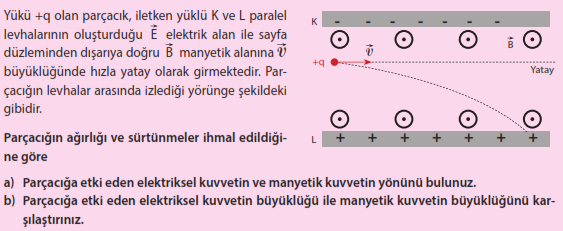 Yükü +q olan parçacık, iletken yüklü K ve L paralel
levhalarının oluşturduğu E⃗ elektrik alan ile sayfa
düzleminden dışarıya doğru B⃗ manyetik alanına v⃗
büyüklüğünde hızla yatay olarak girmektedir. Par-
çacığın levhalar arasında izlediği yörünge şekildeki
gibidir.
Parçacığın ağırlığı ve sürtünmeler ihmal edildiği-
ne göre
a) Parçacığa etki eden elektriksel kuvvetin ve manyetik kuvvetin yönünü bulunuz.
b) Parçacığa etki eden elektriksel kuvvetin büyüklüğü ile manyetik kuvvetin büyüklüğünü kar-
şılaştırınız.
K - - - - - - -
B⃗
+q v⃗
Yatay
L + + + + + + +